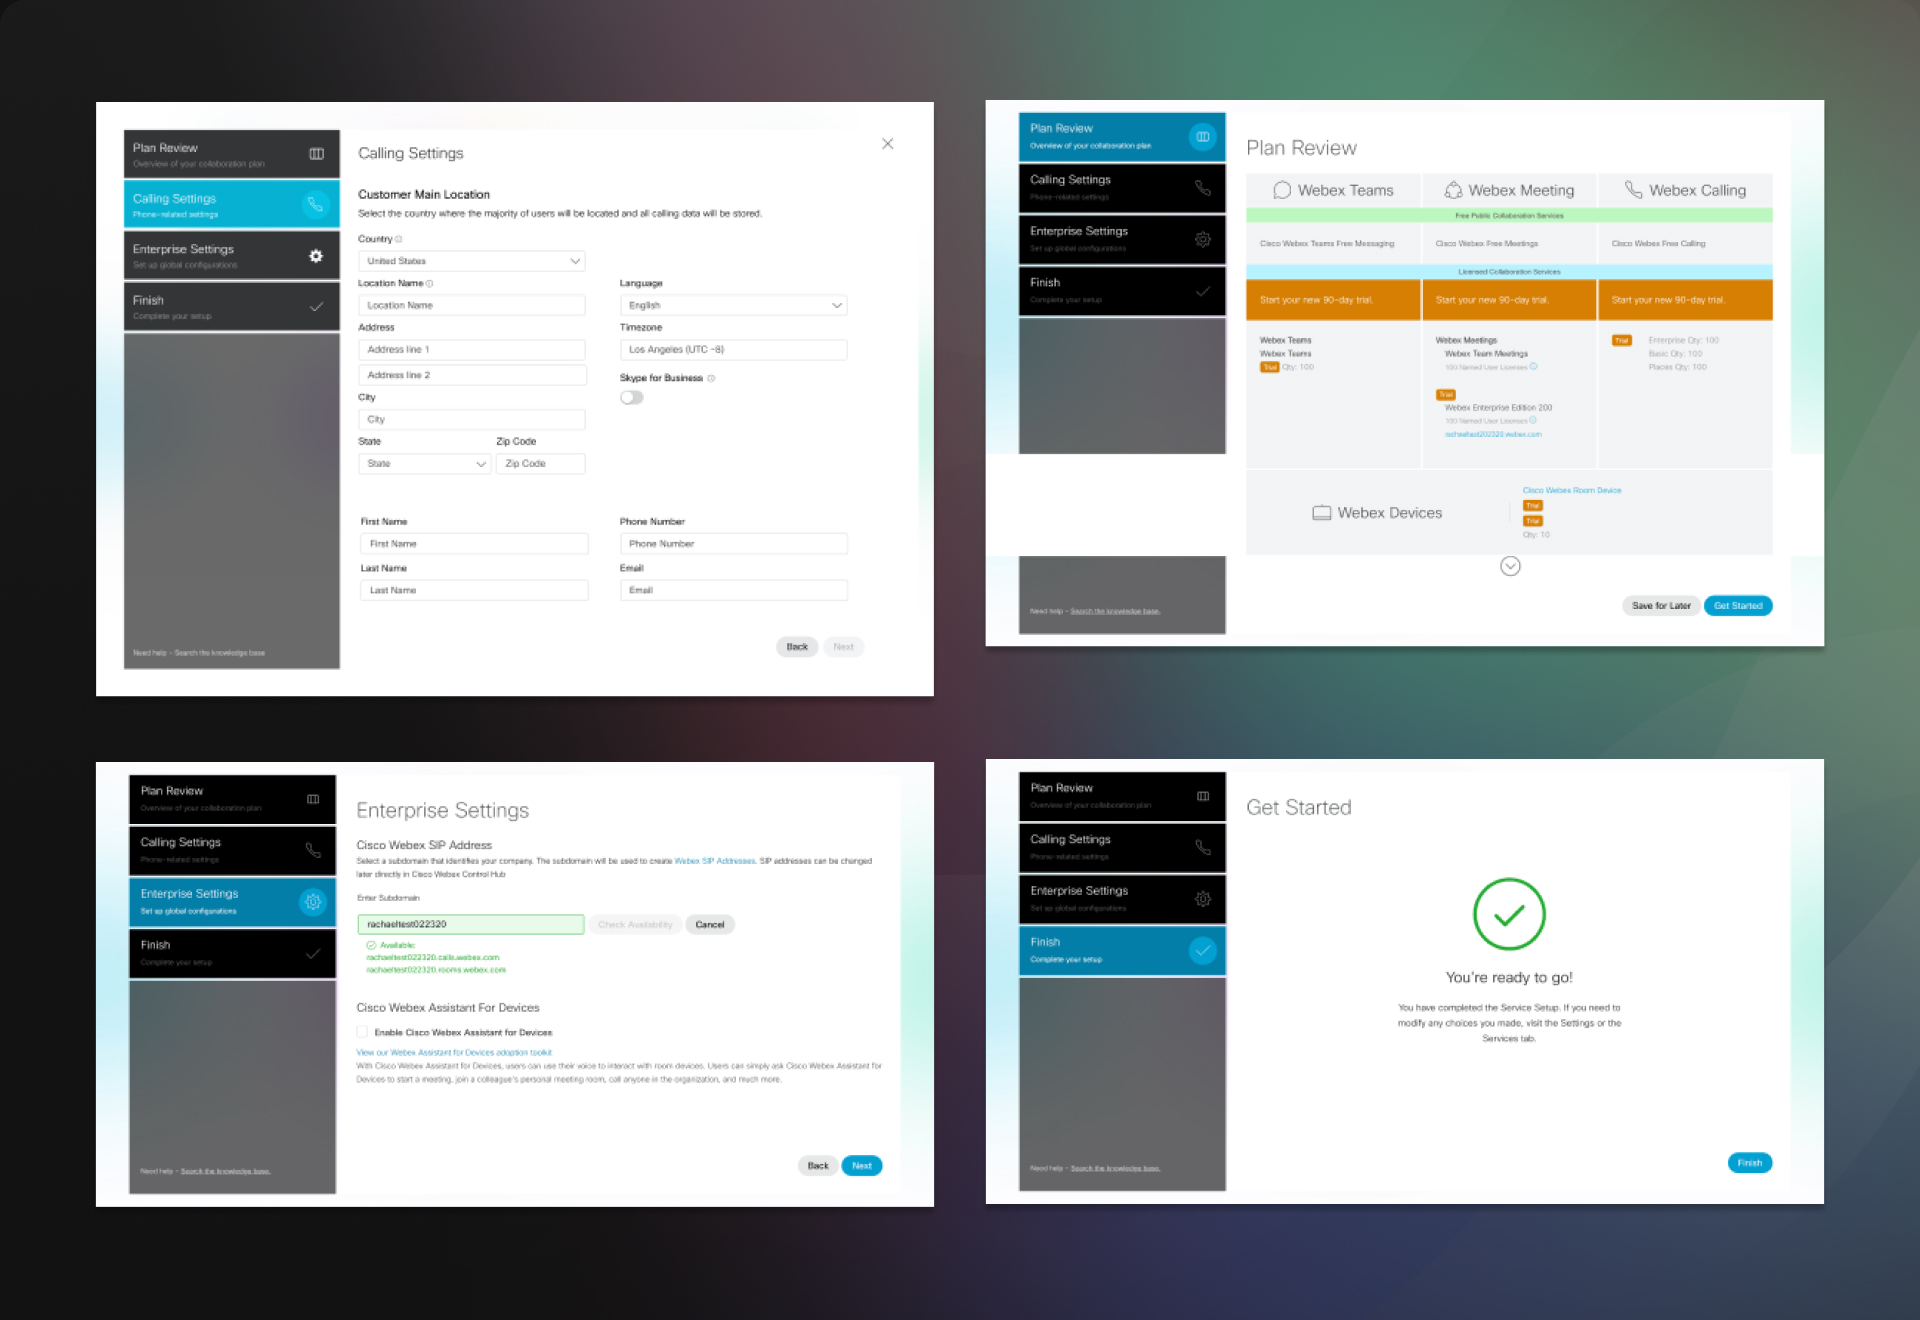 Plan Review
Overview of your collaboration plan
Calling Settings
Phone-related settings
Enterprise Settings
Set up global configurations
Finish
Complete your setup
Need help - Search the knowledge base
Calling Settings
Customer Main Location
Select the country where the majority of users will be located and all calling data will be stored.
Country
United States
Location Name
Location Name
Language
English
Address
Address line 1
Address line 2
Timezone
Los Angeles (UTC -8)
Skype for Business
City
City
State
State
Zip Code
Zip Code
First Name
First Name
Phone Number
Phone Number
Last Name
Last Name
Email
Email
Back
Next
Plan Review
Overview of your collaboration plan
Calling Settings
Phone-related settings
Enterprise Settings
Set up global configurations
Finish
Complete your setup
Need help - Search the knowledge base.
Plan Review
Webex Teams
Webex Meeting
Webex Calling
Free Public Collaboration Services
Cisco Webex Teams Free Messaging
Cisco Webex Free Meetings
Cisco Webex Free Calling
Licensed Collaboration Services
Start your new 90-day trial.
Start your new 90-day trial.
Start your new 90-day trial.
Webex Teams
Webex Teams
Trial Qty: 100
Webex Meetings
Webex Team Meetings
100 Named User Licenses
Trial
Webex Enterprise Edition 200
100 Named User Licenses
rachaeltest202320.webex.com
Trial Enterprise Qty: 100
Basic Qty: 100
Places Qty: 100
Webex Devices
Cisco Webex Room Device
Trial
Trial
Qty: 10
Save for Later
Get Started
Plan Review
Overview of your collaboration plan
Calling Settings
Phone-related settings
Enterprise Settings
Set up global configurations
Finish
Complete your setup
Need help - Search the knowledge base.
Enterprise Settings
Cisco Webex SIP Address
Select a subdomain that identifies your company. The subdomain will be used to create Webex SIP Addresses. SIP addresses can be changed
later directly in Cisco Webex Control Hub
Enter Subdomain
rachaeltest022320
Check Availability
Cancel
Available:
rachaeltest022320.calls.webex.com
rachaeltest022320.rooms.webex.com
Cisco Webex Assistant For Devices
Enable Cisco Webex Assistant for Devices
View our Webex Assistant for Devices adoption toolkit
With Cisco Webex Assistant for Devices, users can use their voice to interact with room devices. Users can simply ask Cisco Webex Assistant for
Devices to start a meeting, join a colleague's personal meeting room, call anyone in the organization, and much more.
Back
Next
Plan Review
Overview of your collaboration plan
Calling Settings
Phone-related settings
Enterprise Settings
Set up global configurations
Finish
Complete your setup
Need help - Search the knowledge base.
Get Started
You're ready to go!
You have completed the Service Setup. If you need to
modify any choices you made, visit the Settings or the
Services tab.
Finish